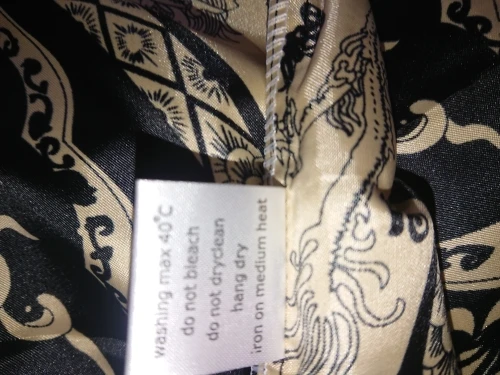 washing max 40°C
do not bleach
do not dryclean
hang dry
iron on medium heat